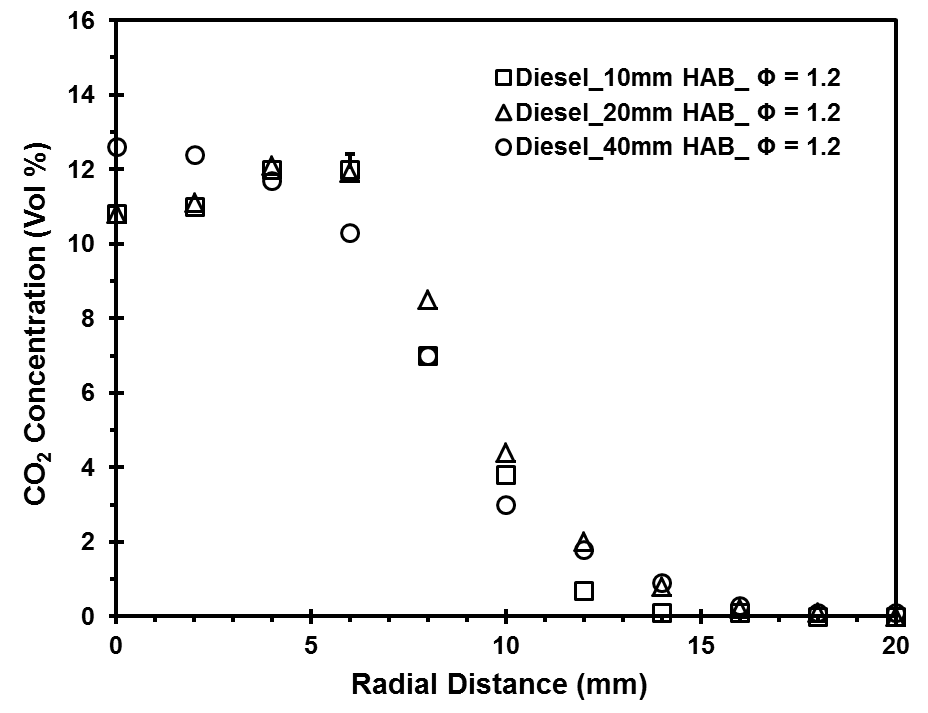 16
14
12
10
8
6
4
2
0
CO₂ Concentration (Vol %)
Diesel_10mm HAB_ Φ = 1.2
Diesel_20mm HAB_ Φ = 1.2
Diesel_40mm HAB_ Φ = 1.2
0 5 10 15 20
Radial Distance (mm)